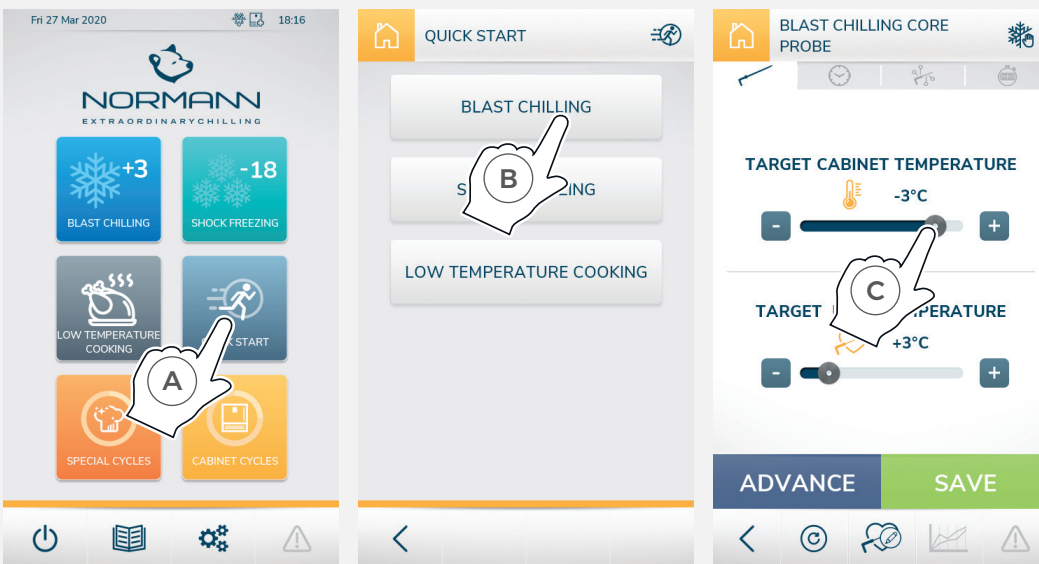 Fri 27 Mar 2020 18:16
NORMANN
EXTRAORDINARYCHILLING
+3
BLAST CHILLING
-18
SHOCK FREEZING
LOW TEMPERATURE
COOKING
START
A
SPECIAL CYCLES
CABINET CYCLES
QUICK START
BLAST CHILLING
B
LOW TEMPERATURE COOKING
BLAST CHILLING CORE
PROBE
TARGET CABINET TEMPERATURE
-3°C
- +
C
TARGET
+3°C
- +
ADVANCE SAVE
C